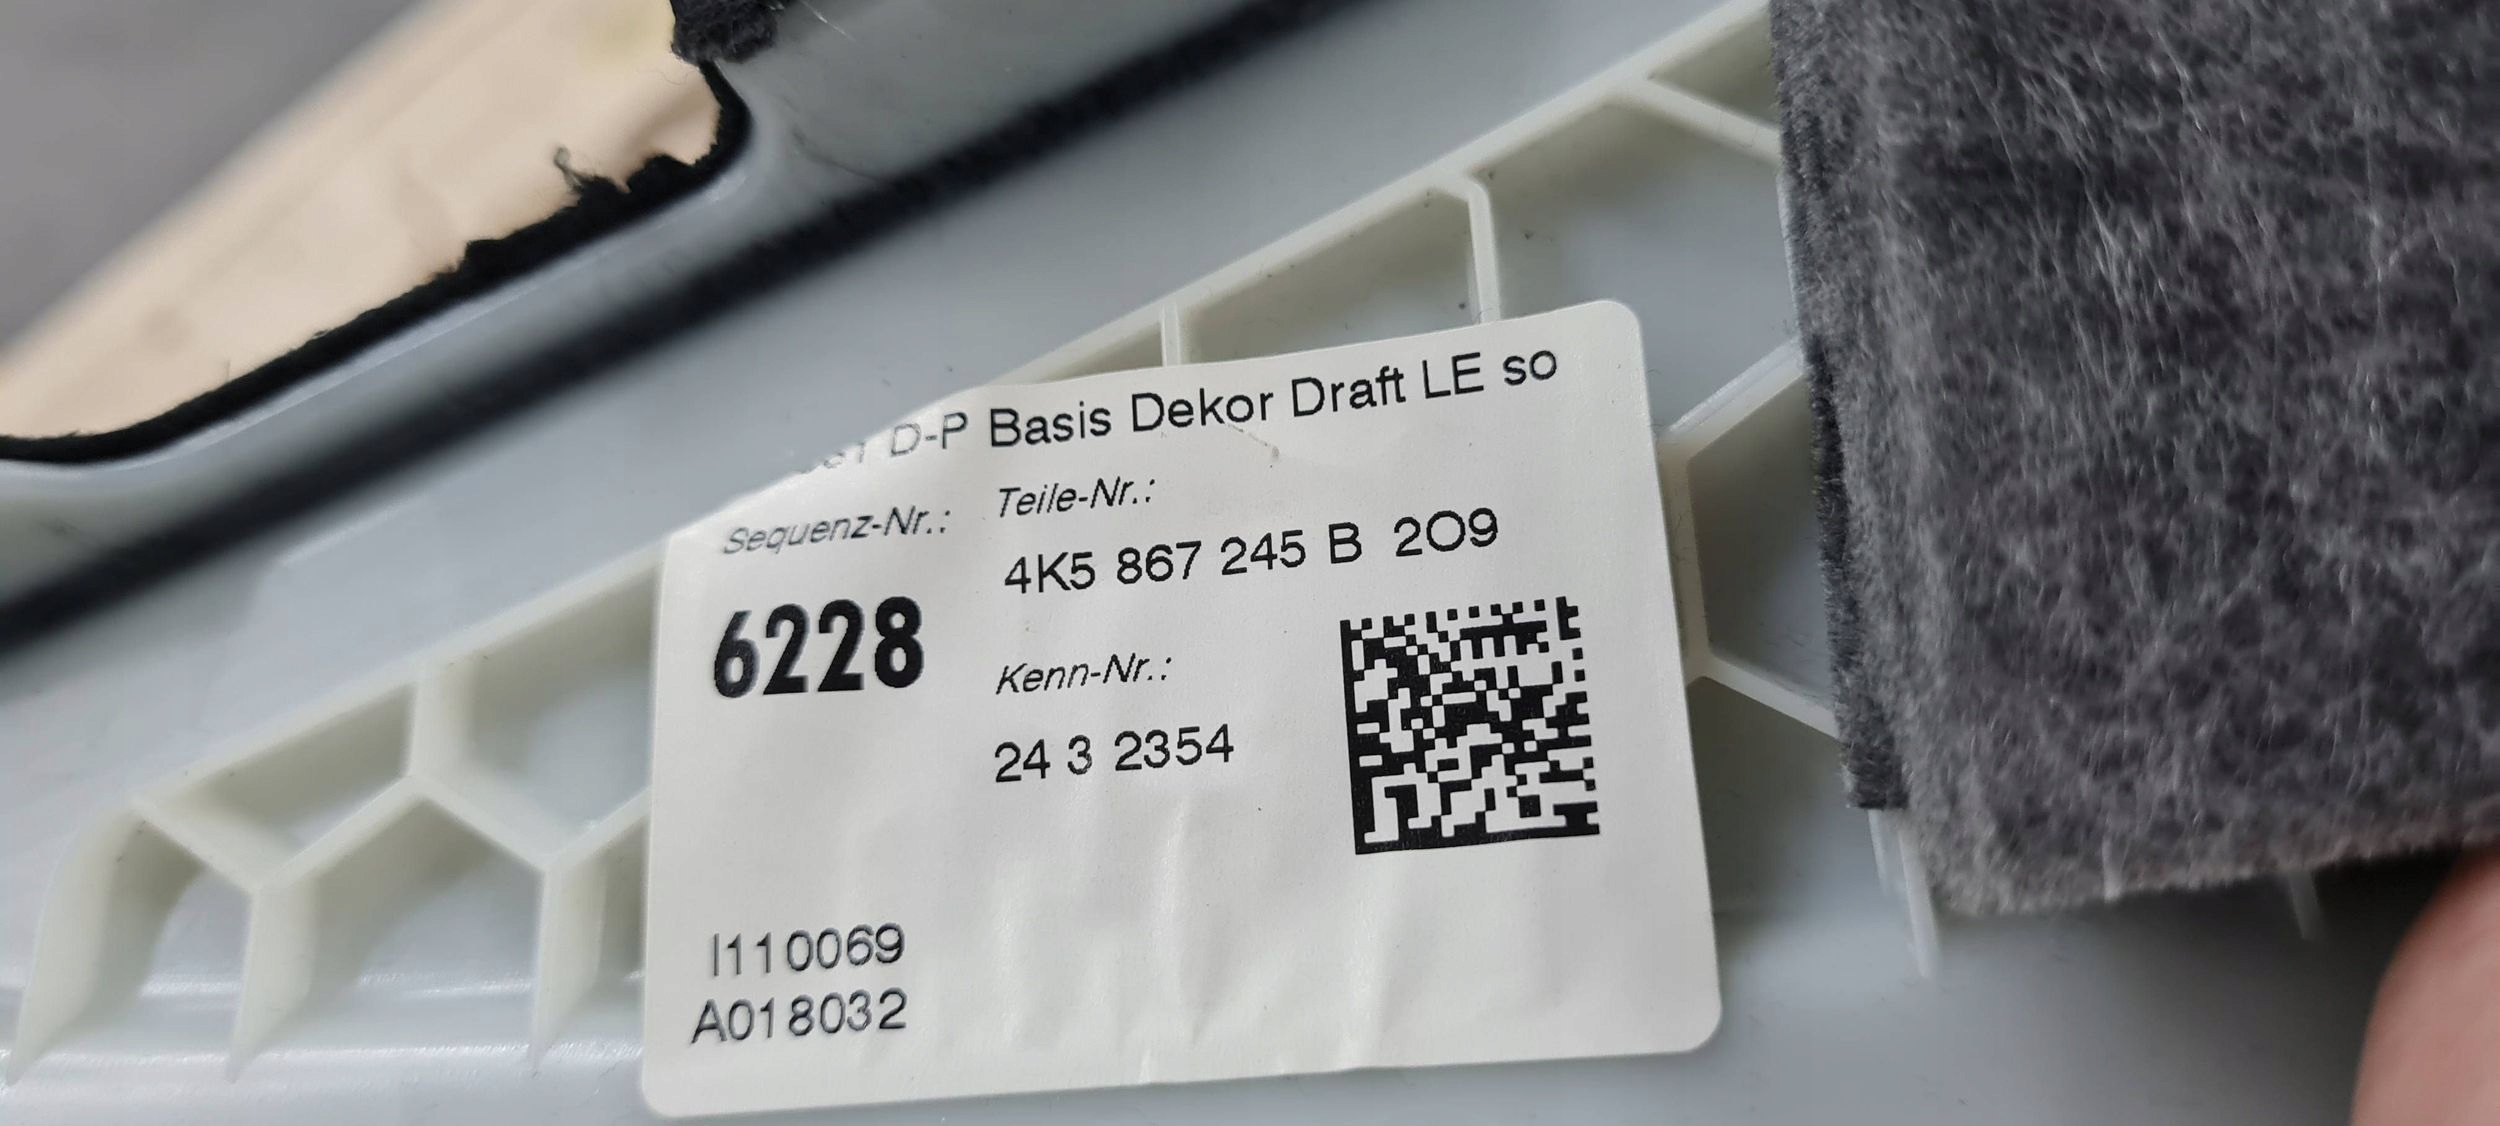 D-P Basis Dekor Draft LE so
Sequenz-Nr.: Teile-Nr.:
4K5 867 245 B 2O9
6228
Kenn-Nr.:
24 3 2354
I110069
A018032